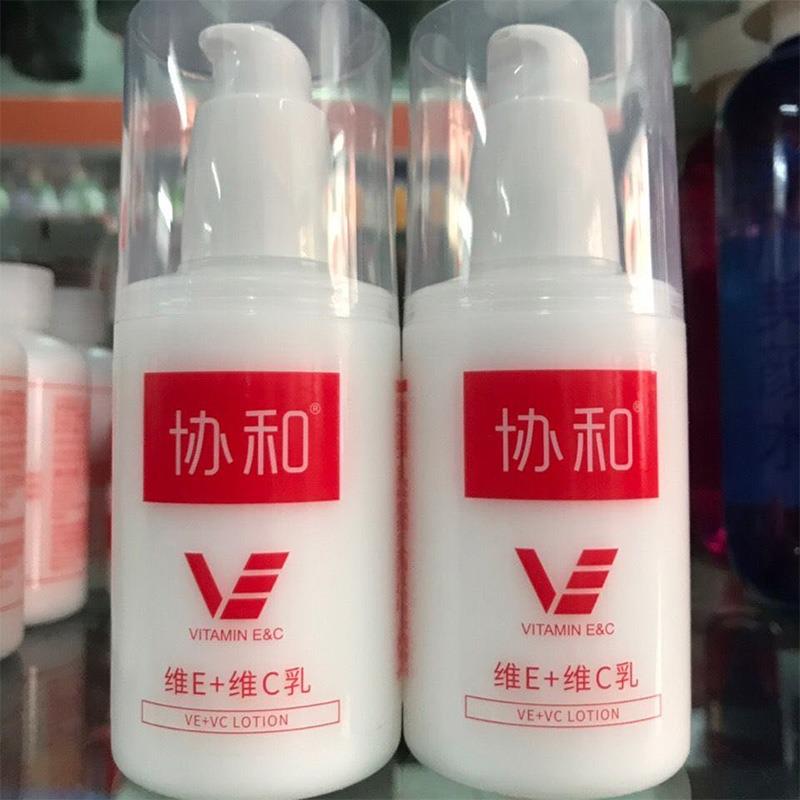 协和®
VITAMIN E&C
维E+维C乳
VE+VC LOTION
协和®
VITAMIN E&C
维E+维C乳
VE+VC LOTION